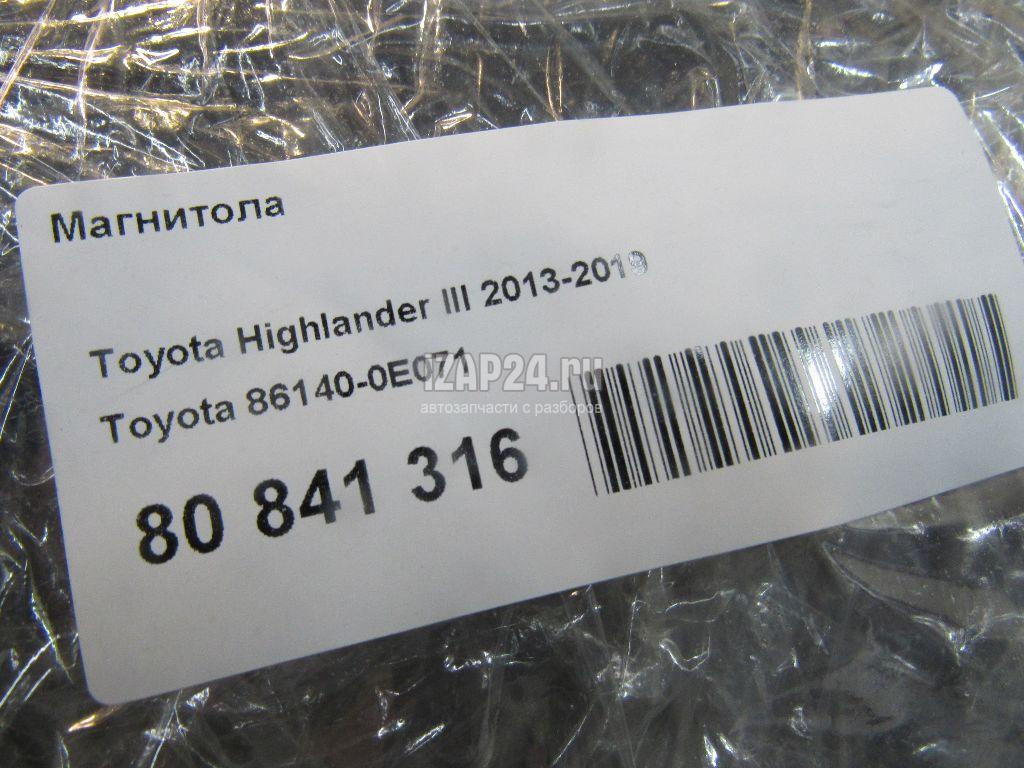 Магнитола
Toyota Highlander III 2013-2019
Toyota 86140-0E071
IZAP24.ru
автозапчасти с разборов
80 841 316